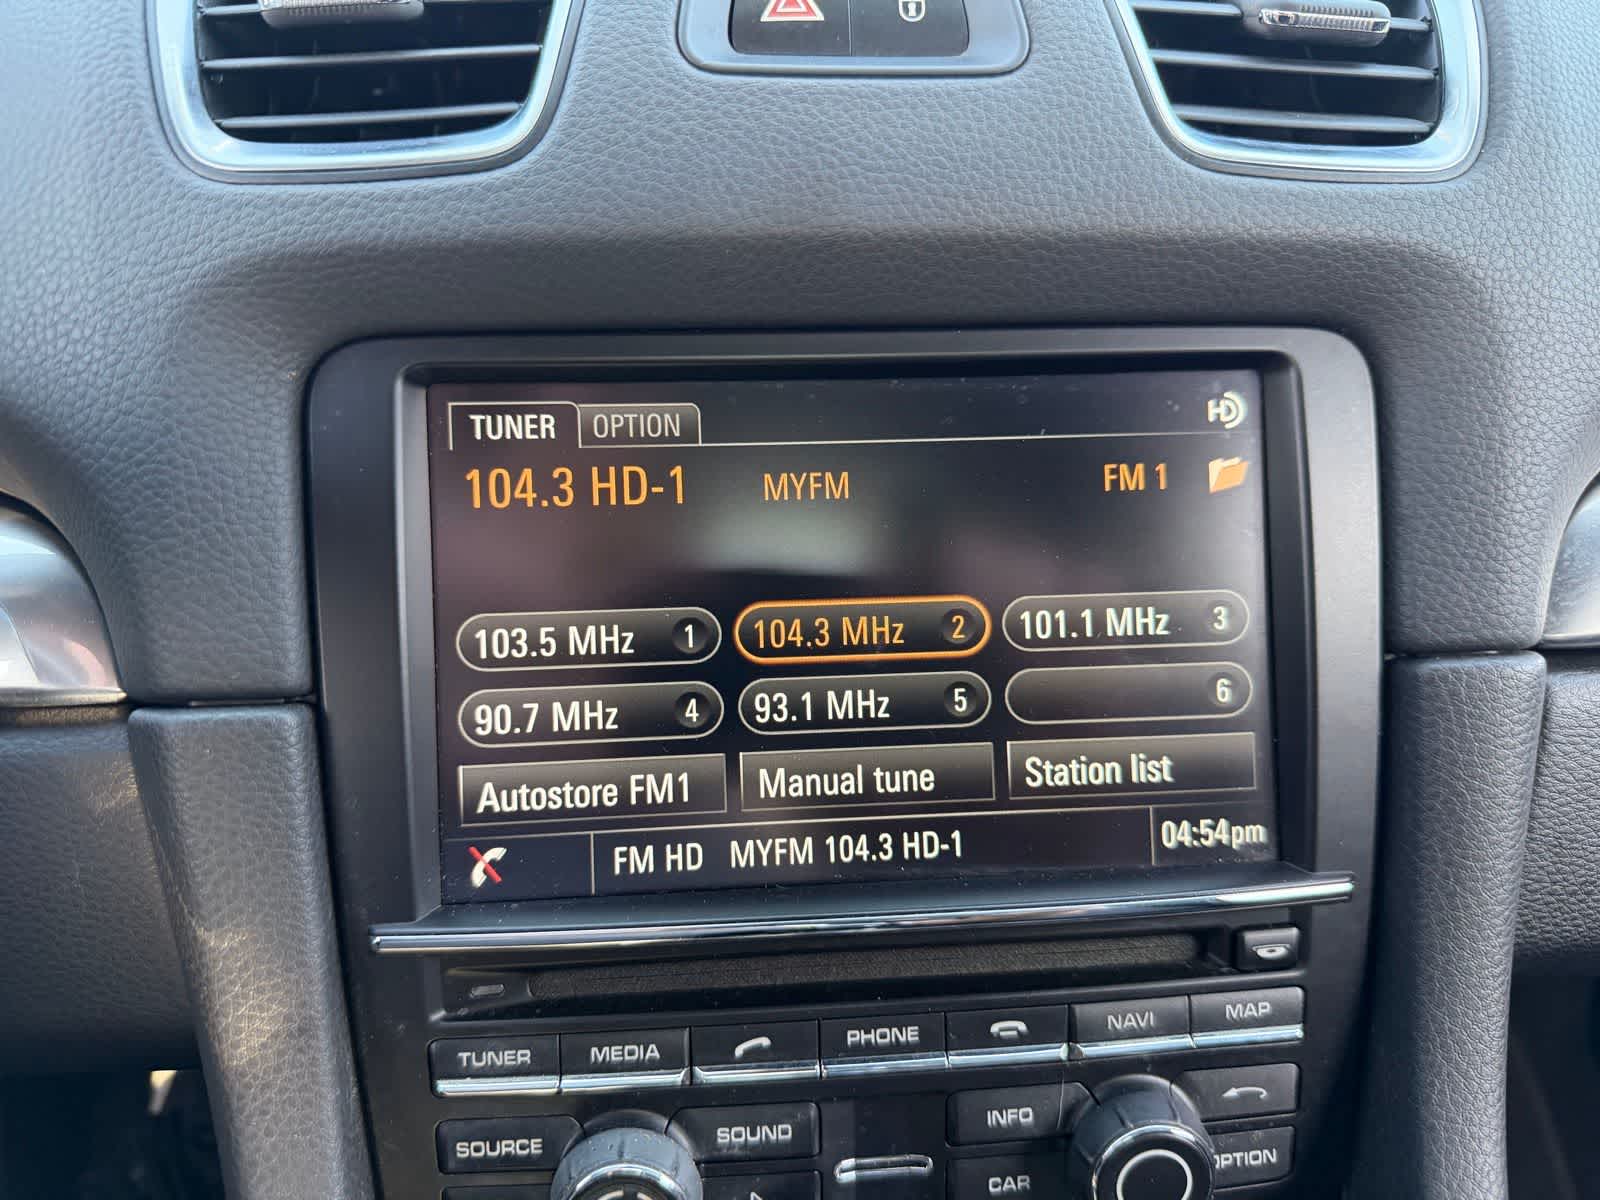 TUNER OPTION HD
104.3 HD-1 MYFM FM 1
103.5 MHz 1 104.3 MHz 2 101.1 MHz 3
90.7 MHz 4 93.1 MHz 5 6
Autostore FM1 Manual tune Station list
FM HD MYFM 104.3 HD-1 04:54pm
TUNER MEDIA PHONE NAVI MAP
SOURCE SOUND INFO
CAR OPTION